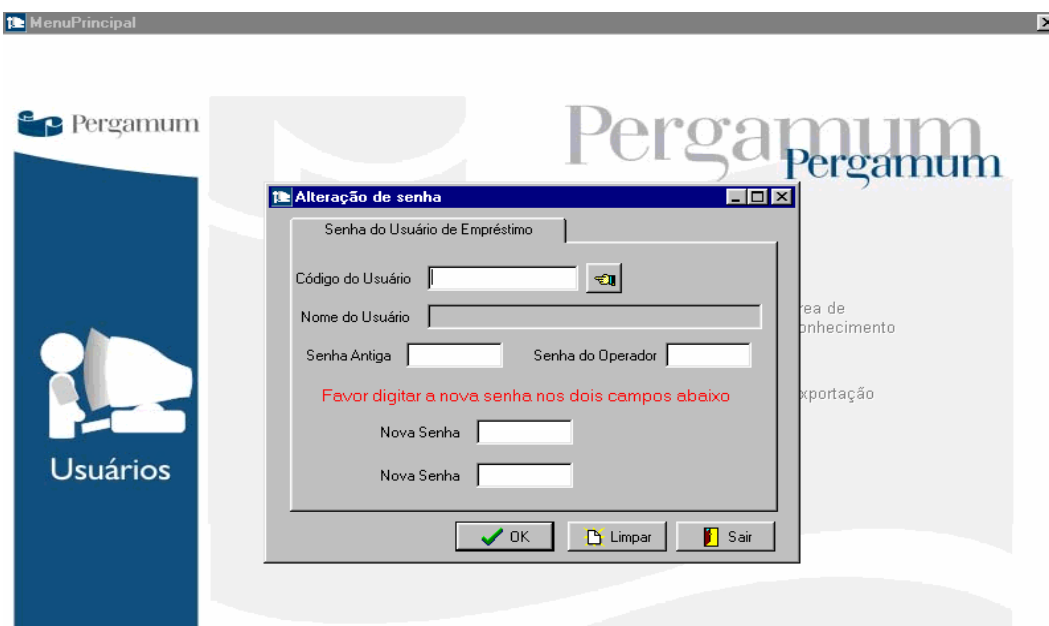 MenuPrincipal
Pergamum
Pergamum
Pergamum
Alteração de senha
Senha do Usuário de Empréstimo
Código do Usuário
Nome do Usuário
rea de
onhecimento
Senha Antiga
Senha do Operador
Favor digitar a nova senha nos dois campos abaixo
xportação
Nova Senha
Nova Senha
Usuários
OK
Limpar
Sair